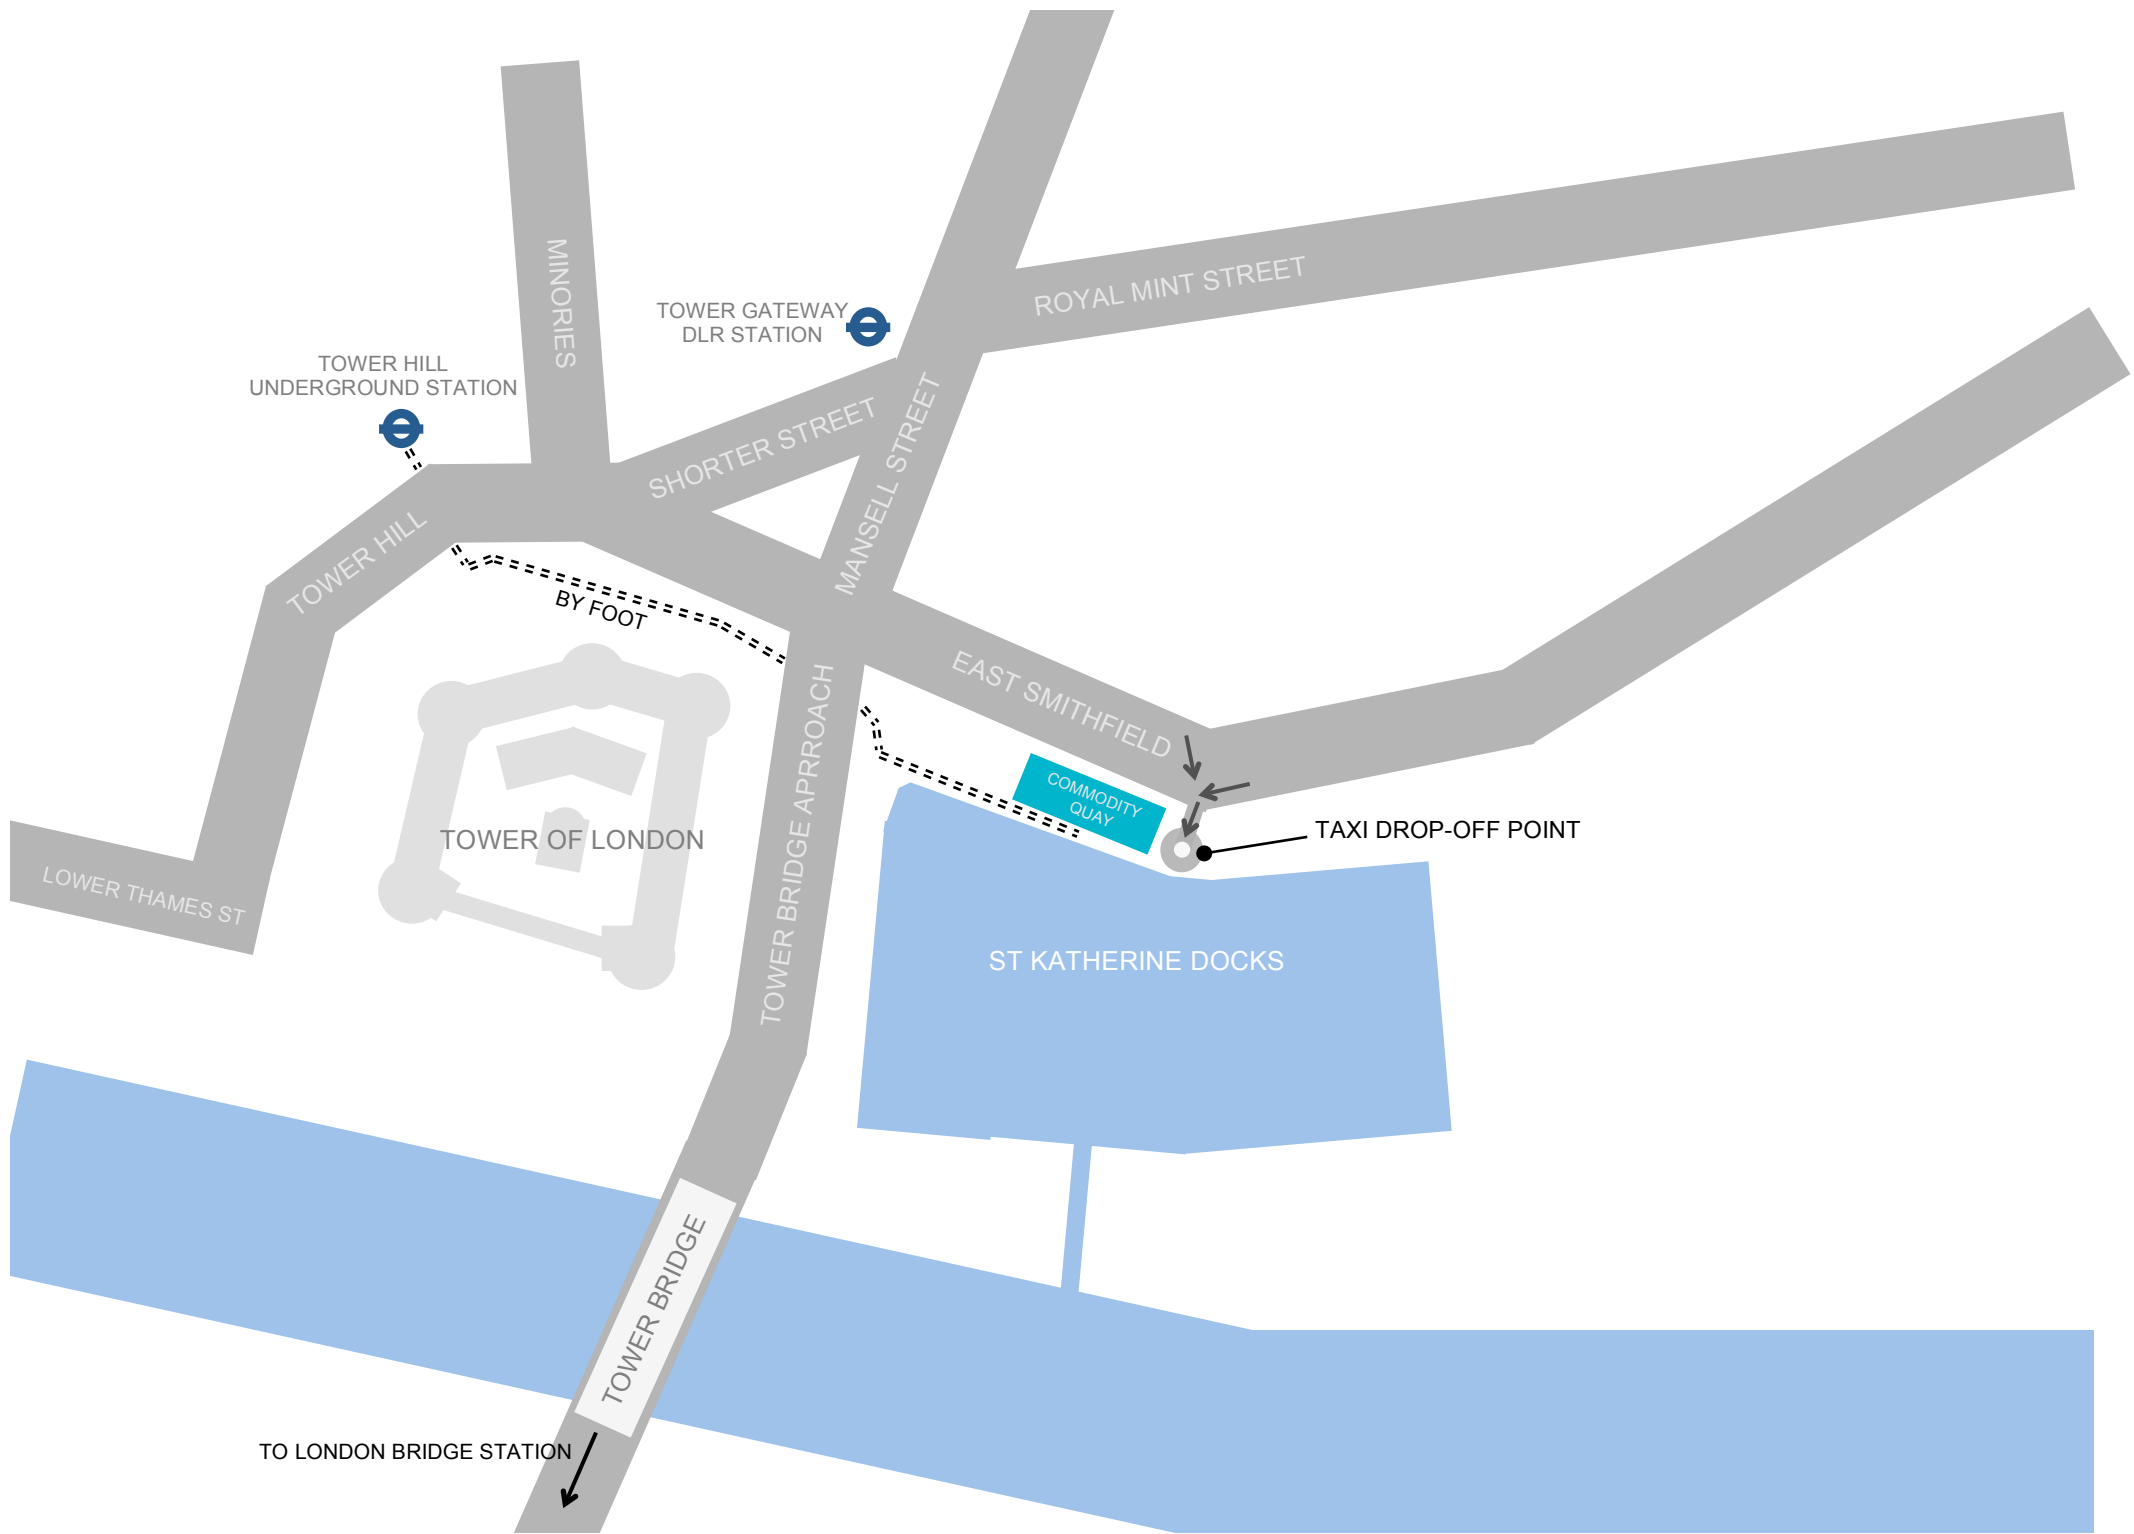 MINORIES
ROYAL MINT STREET
TOWER GATEWAY
DLR STATION
TOWER HILL
UNDERGROUND STATION
SHORTER STREET
MANSELL STREET
TOWER HILL
BY FOOT
EAST SMITHFIELD
COMMODITY
QUAY
TAXI DROP-OFF POINT
TOWER OF LONDON
TOWER BRIDGE APRROACH
LOWER THAMES ST
ST KATHERINE DOCKS
TOWER BRIDGE
TO LONDON BRIDGE STATION